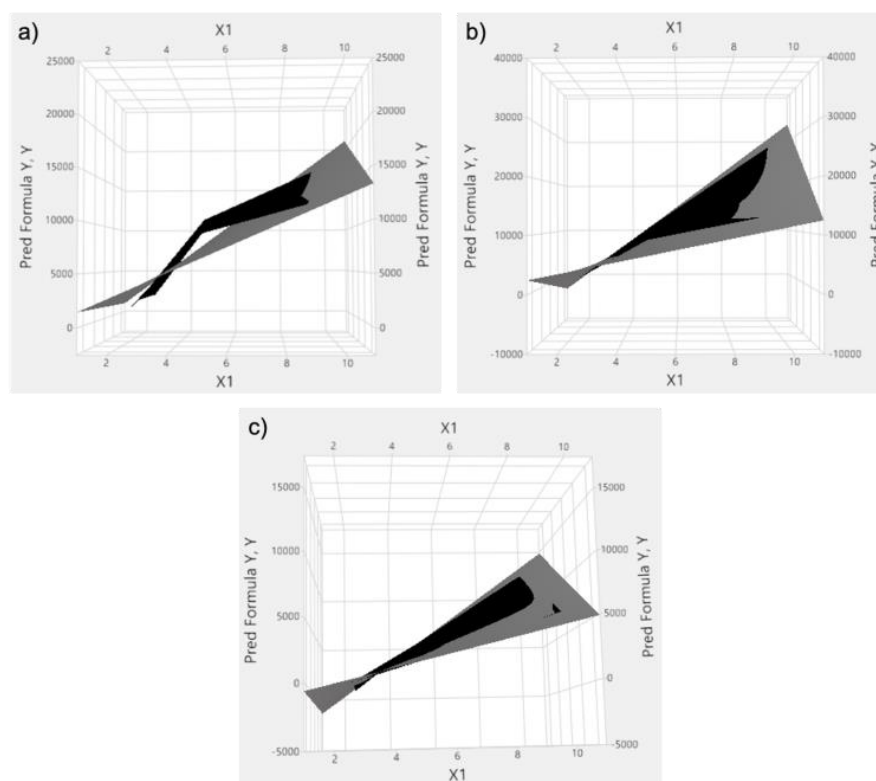 a)
X1
2 4 6 8 10
25000 25000
20000 20000
15000 15000
10000 10000
5000 5000
0 0
Pred Formula Y, Y
Pred Formula Y, Y
2 4 6 8 10
X1
b)
X1
2 4 6 8 10
40000 40000
30000 30000
20000 20000
10000 10000
0 0
-10000 -10000
Pred Formula Y, Y
Pred Formula Y, Y
2 4 6 8 10
X1
c)
X1
2 4 6 8 10
15000 15000
10000 10000
5000 5000
0 0
-5000 -5000
Pred Formula Y, Y
Pred Formula Y, Y
2 4 6 8 10
X1